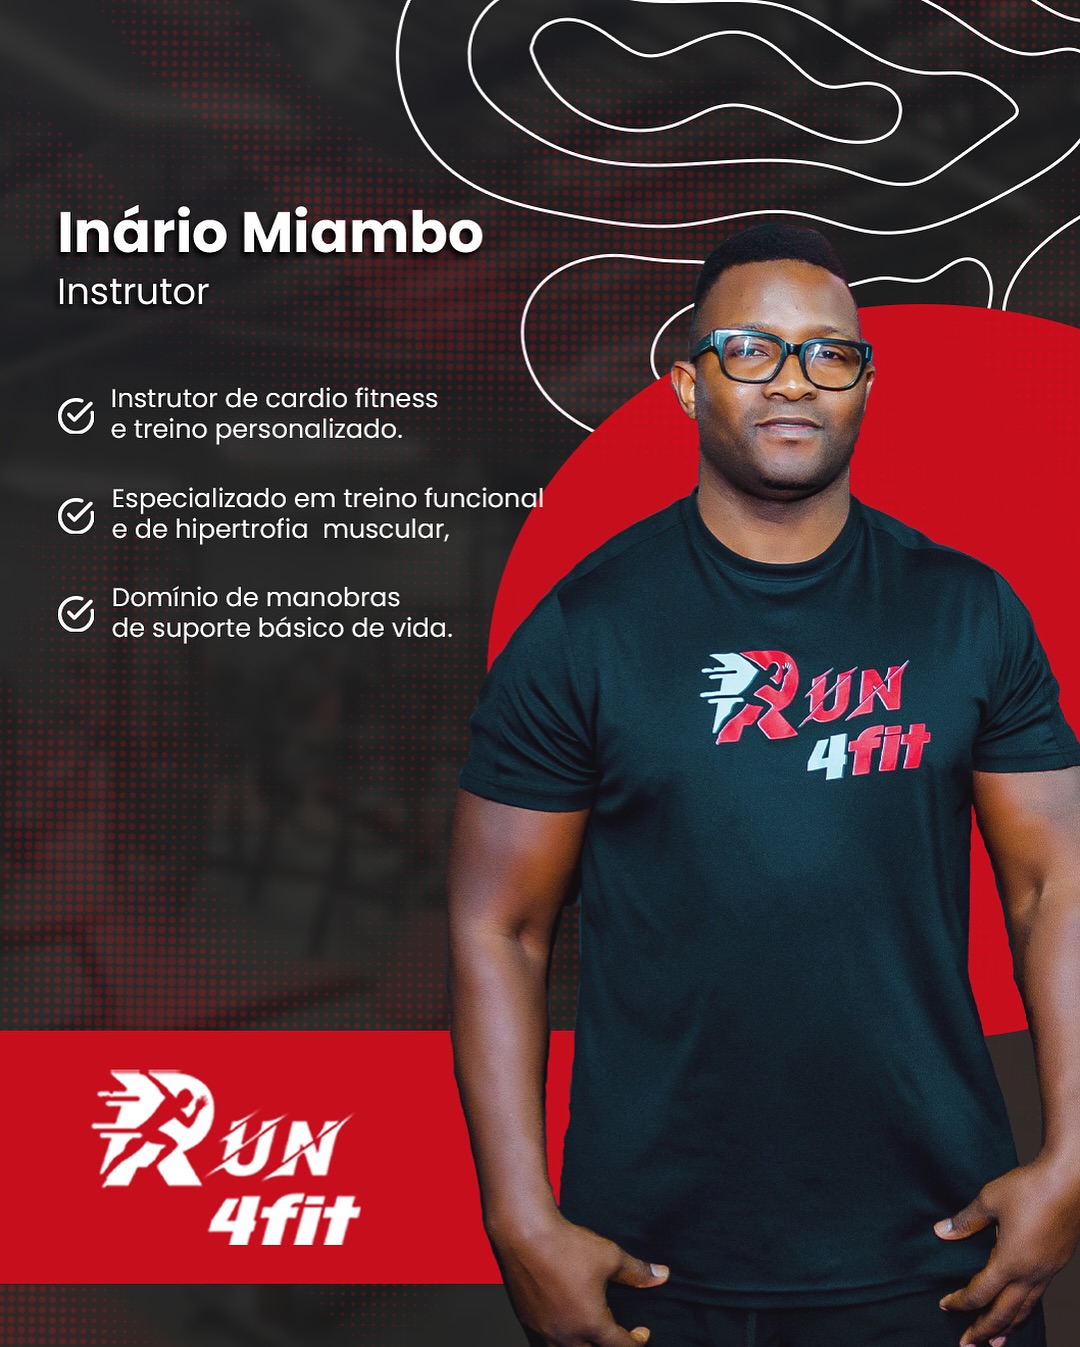 Inário Miambo
Instrutor
Instrutor de cardio fitness
e treino personalizado.
Especializado em treino funcional
e de hipertrofia  muscular,
Domínio de manobras
de suporte básico de vida.
RUN
4fit
RUN
4fit